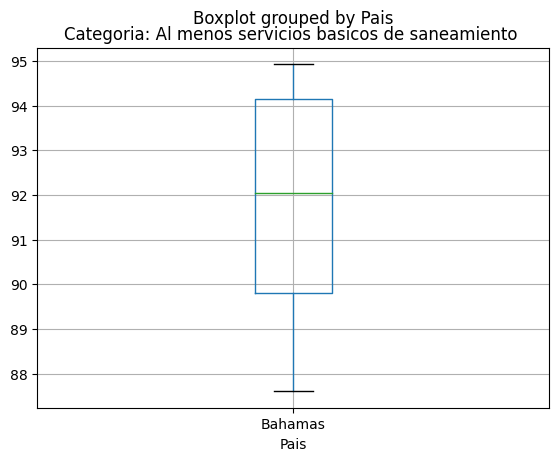 Boxplot grouped by Pais
Categoria: Al menos servicios basicos de saneamiento
95
94
93
92
91
90
89
88
Bahamas
Pais